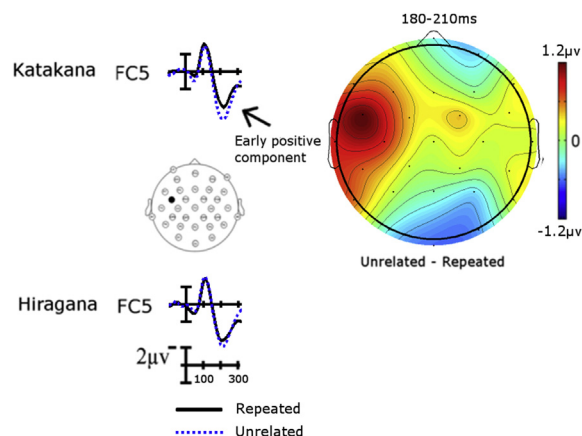 180-210ms
Katakana FC5
Early positive
component
1.2µv
0
-1.2µv
Unrelated - Repeated
Hiragana FC5
2µv
100 300
Repeated
Unrelated